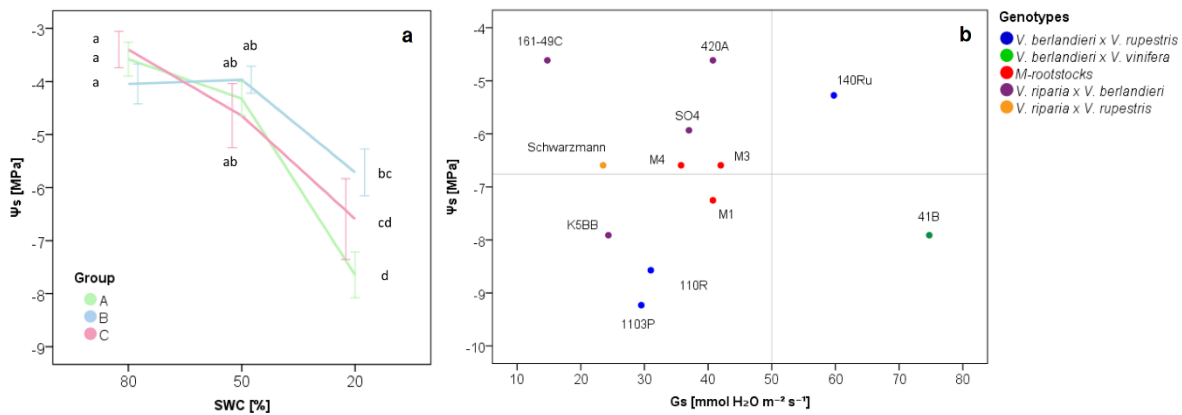 a
-3
-4
-5
-6
-7
-8
-9
Ψs [MPa]
a
a
a
ab
ab
ab
bc
cd
d
Group
A
B
C
80
50
20
SWC [%]
b
-4
-5
-6
-7
-8
-9
-10
Ψs [MPa]
161-49C
420A
140Ru
SO4
Schwarzmann
M4
M3
M1
K5BB
41B
110R
1103P
10
20
30
40
50
60
70
80
Gs [mmol H₂O m⁻² s⁻¹]
Genotypes
V. berlandieri x V. rupestris
V. berlandieri x V. vinifera
M-rootstocks
V. riparia x V. berlandieri
V. riparia x V. rupestris